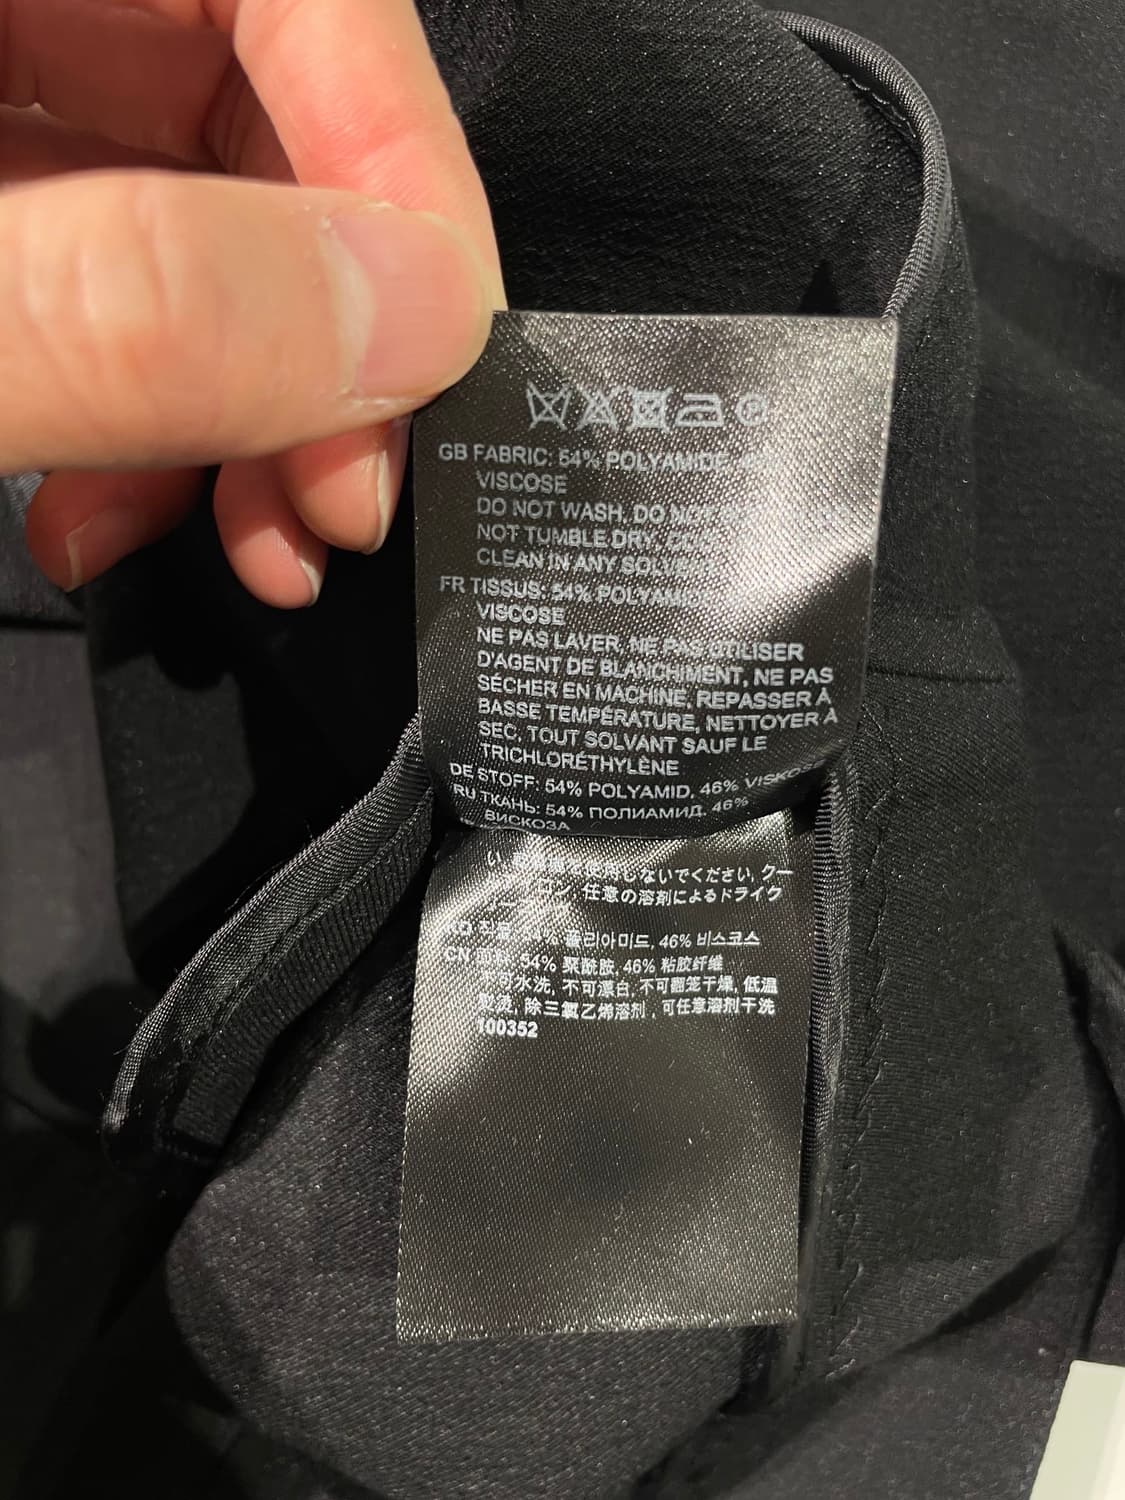 GB FABRIC: 54% POLYAMIDE,
VISCOSE
DO NOT WASH, DO NOT
NOT TUMBLE DRY,
CLEAN IN ANY SOLVENT
FR TISSUS: 54% POLYAMIDE
VISCOSE
NE PAS LAVER, NE PAS UTILISER
D'AGENT DE BLANCHIMENT, NE PAS
SÉCHER EN MACHINE, REPASSER À
BASSE TEMPÉRATURE, NETTOYER À
SEC, TOUT SOLVANT SAUF LE
TRICHLORÉTHYLÈNE
DE STOFF: 54% POLYAMID, 46% VISKOSE
RU ТКАНЬ: 54% ПОЛИАМИД, 46%
ВИСКОЗА
しないでください, クー
任意の溶剤によるドライク
폴리아미드, 46% 비스코스
CN 面料: 54% 聚酰胺, 46% 粘胶纤维
不可水洗, 不可漂白, 不可翻笼干燥, 低温
熨烫, 除三氯乙烯溶剂, 可任意溶剂干洗
100352